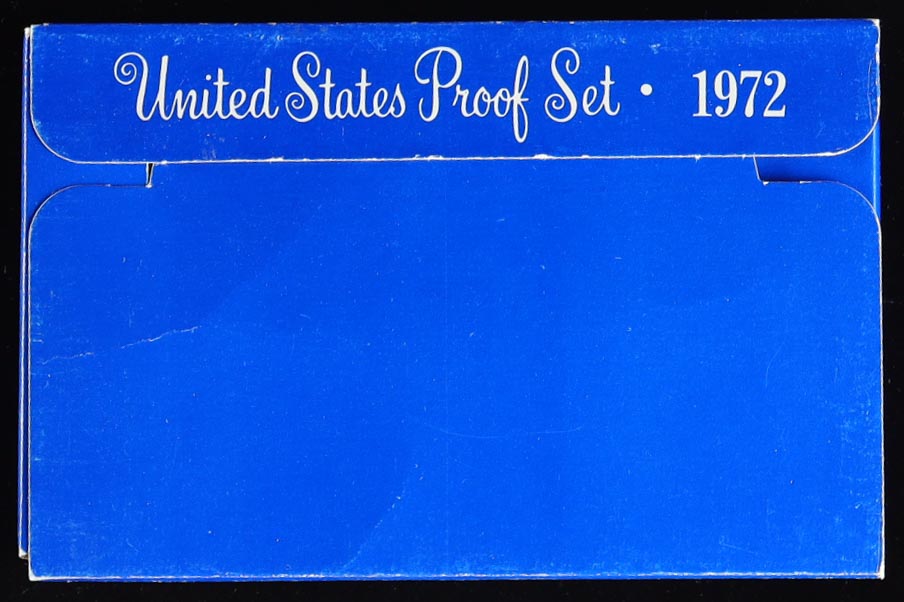 United States Proof Set • 1972